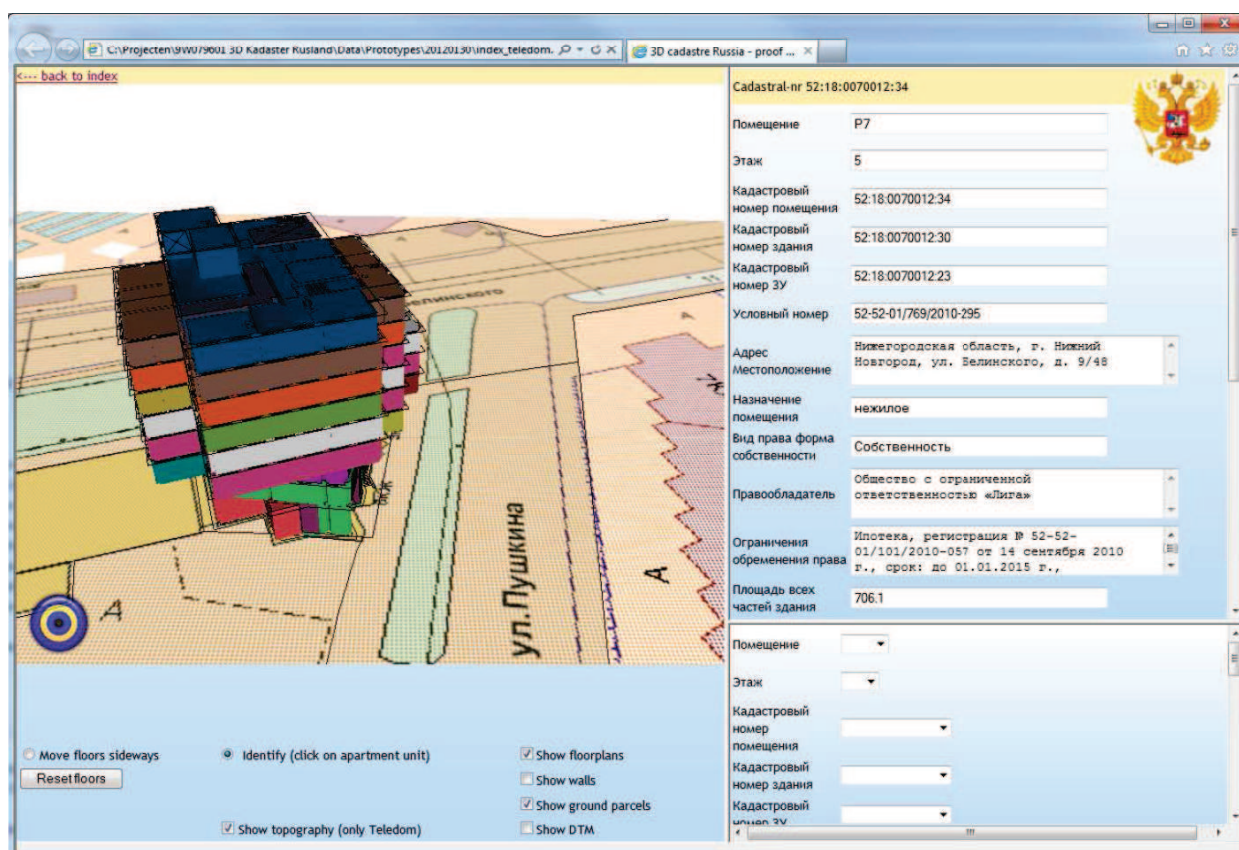 C:\Projecten\9W079601 3D Kadaster Rusland\Data\Prototypes\20120130\index_teledom.
3D cadastre Russia - proof ...
<--- back to index
Cadastral-nr 52:18:0070012:34
Помещение
P7
Этаж
5
Кадастровый
номер помещения
52:18:0070012:34
Кадастровый
номер здания
52:18:0070012:30
Кадастровый
номер ЗУ
52:18:0070012:23
Условный номер
52-52-01/769/2010-295
Адрес
Местоположение
Нижегородская область, г. Нижний
Новгород, ул. Белинского, д. 9/48
Назначение
помещения
нежилое
Вид права форма
собственности
Собственность
Правообладатель
Общество с ограниченной
ответственностью «Лига»
Ограничения
обременения права
Ипотека, регистрация № 52-52-
01/101/2010-057 от 14 сентября 2010
г., срок: до 01.01.2015 г.,
Площадь всех
частей здания
706.1
ул.Пушкина
А
А
Помещение
Этаж
Кадастровый
номер
помещения
Кадастровый
номер здания
Кадастровый
номер ЗУ
Move floors sideways
Identify (click on apartment unit)
Show floorplans
Reset floors
Show walls
Show ground parcels
Show topography (only Teledom)
Show DTM